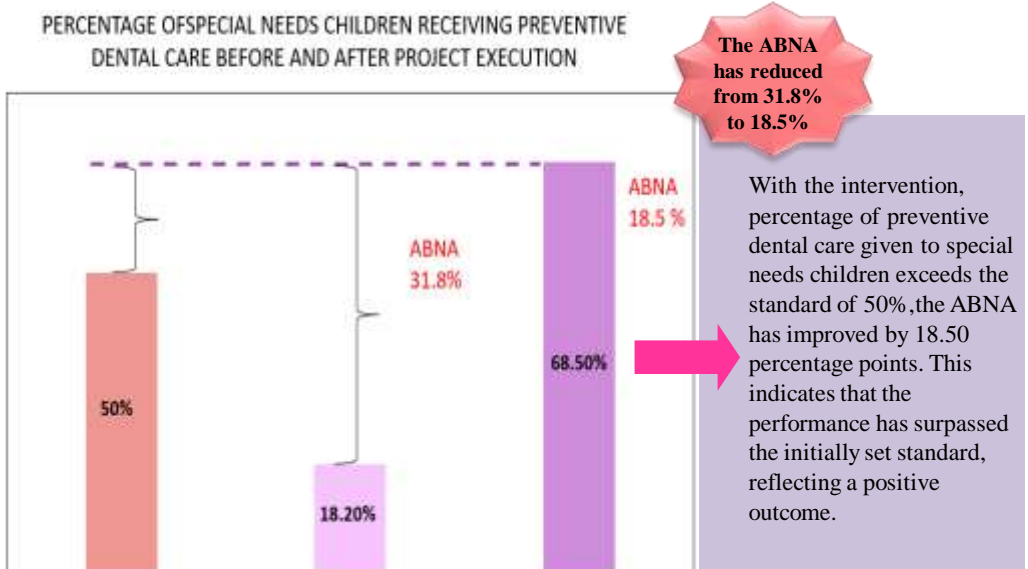 PERCENTAGE OFSPECIAL NEEDS CHILDREN RECEIVING PREVENTIVE
DENTAL CARE BEFORE AND AFTER PROJECT EXECUTION
The ABNA
has reduced
from 31.8%
to 18.5%
ABNA
18.5 %
ABNA
31.8%
50%
18.20%
68.50%
With the intervention,
percentage of preventive
dental care given to special
needs children exceeds the
standard of 50%,the ABNA
has improved by 18.50
percentage points. This
indicates that the
performance has surpassed
the initially set standard,
reflecting a positive
outcome.